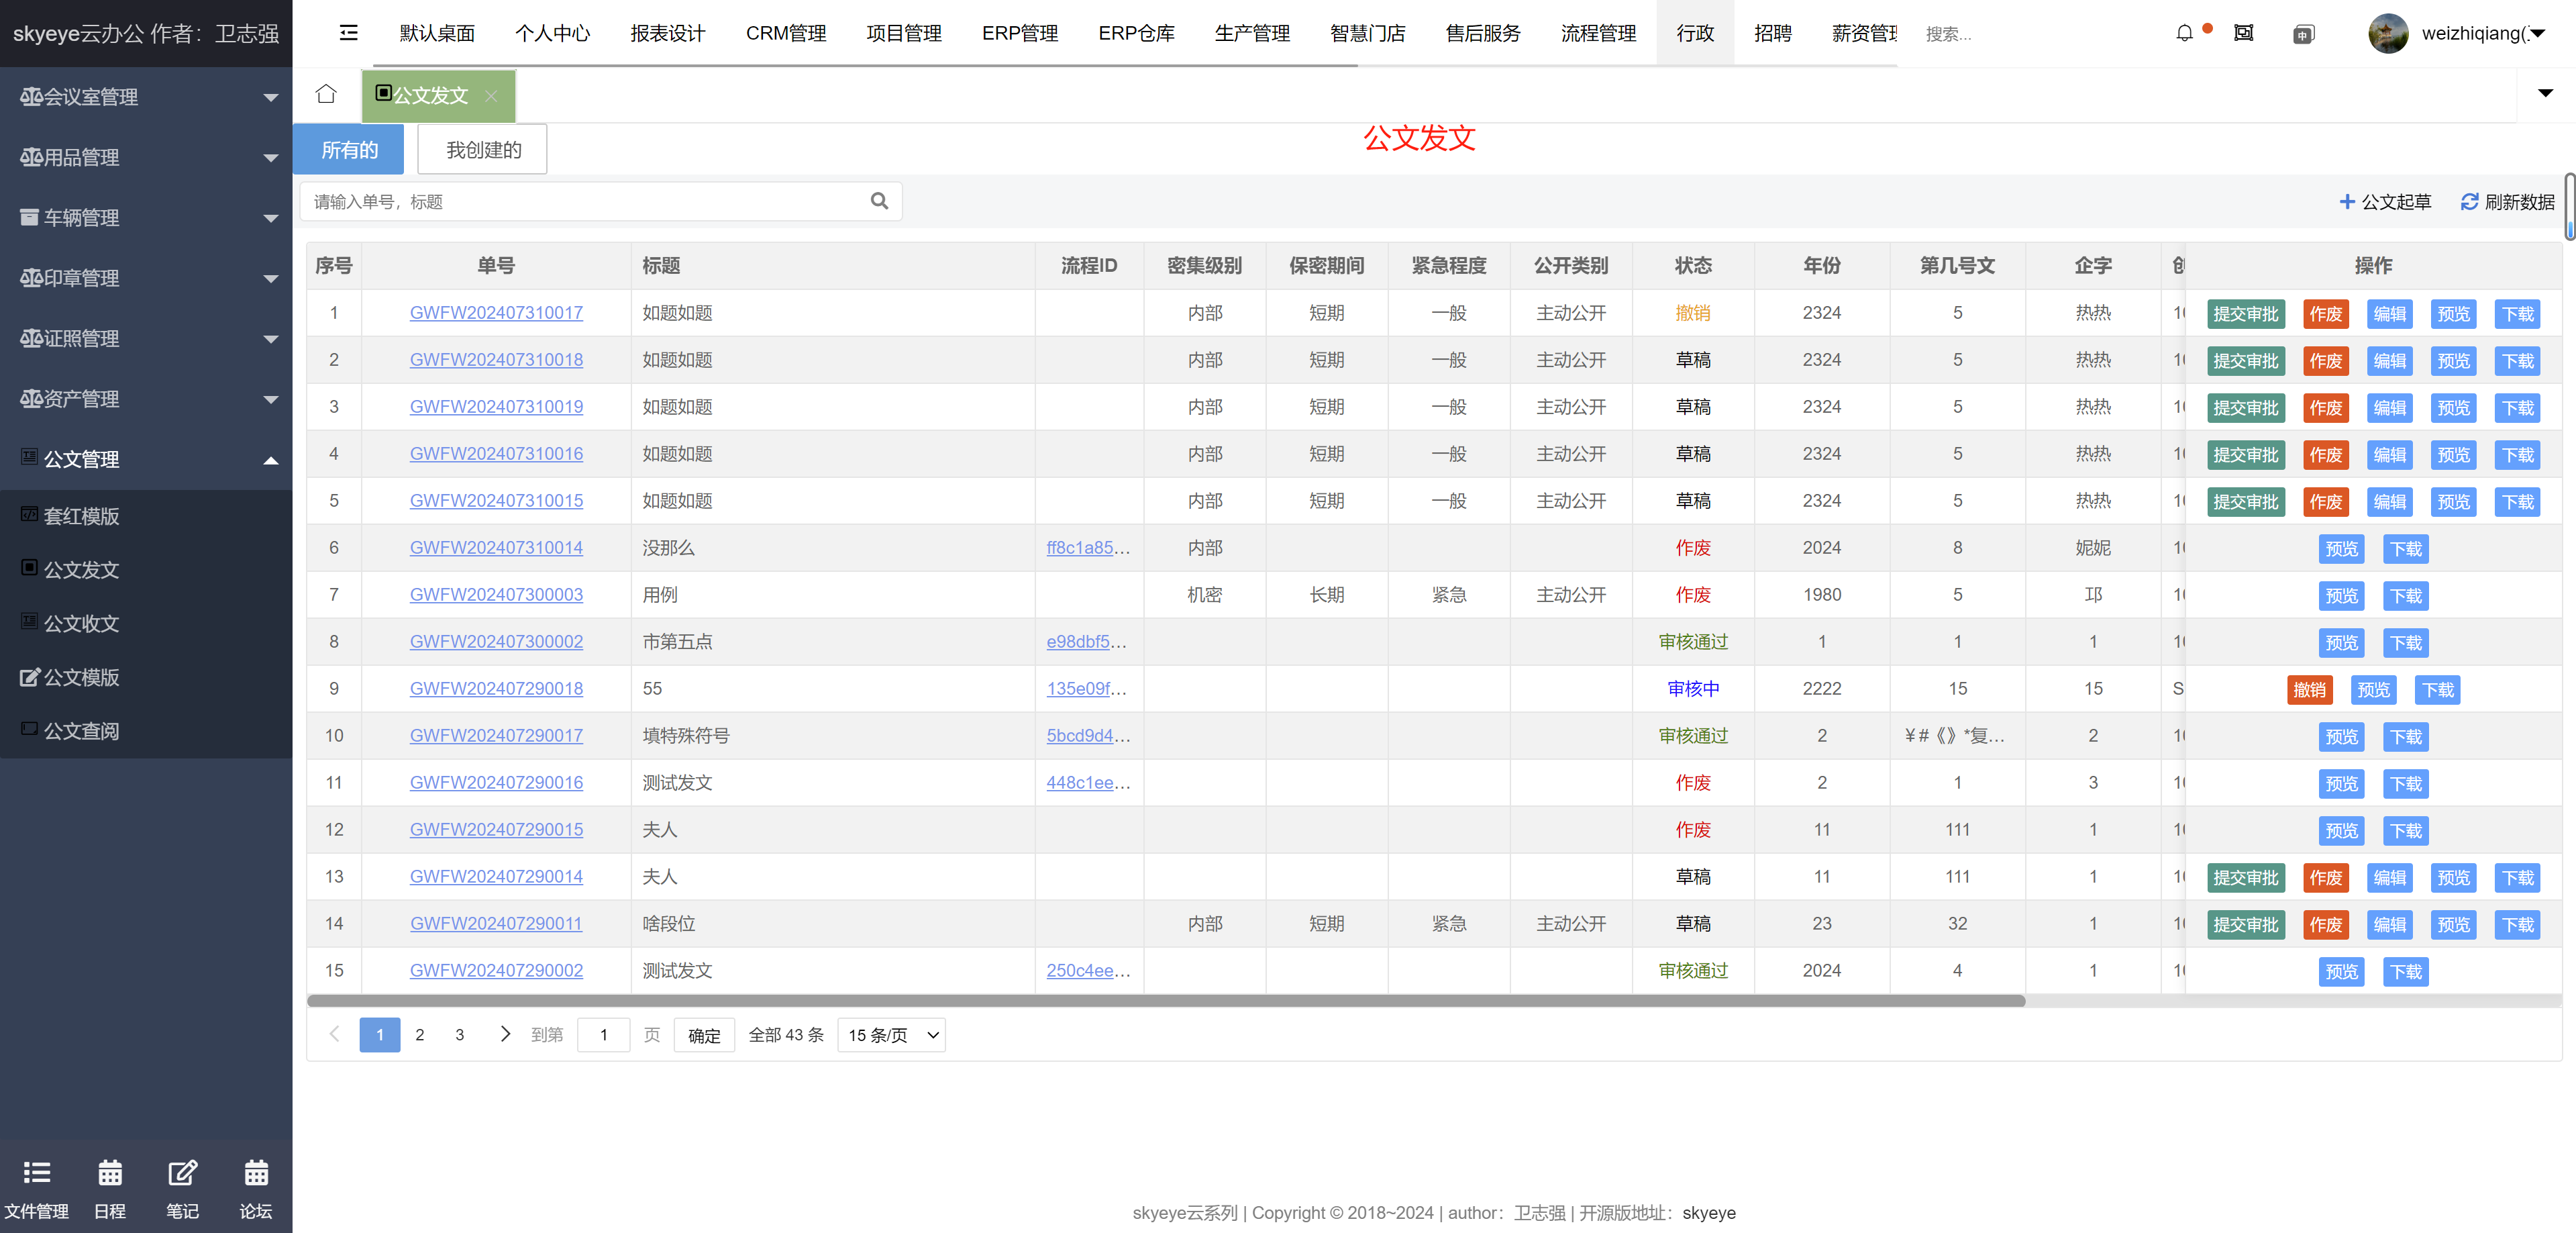 skyeye云办公 作者：卫志强
默认桌面 个人中心 报表设计 CRM管理 项目管理 ERP管理 ERP仓库 生产管理 智慧门店 售后服务 流程管理 行政 招聘 薪资管理 搜索... weizhiqiang(
会议室管理
用品管理
车辆管理
印章管理
证照管理
资产管理
公文管理
套红模版
公文发文
公文收文
公文模版
公文查阅
文件管理 日程 笔记 论坛
公文发文
公文发文
所有的 我创建的
请输入单号，标题
公文起草 刷新数据
序号 单号 标题 流程ID 密集级别 保密期间 紧急程度 公开类别 状态 年份 第几号文 企字 操作
1 GWFW202407310017 如题如题 内部 短期 一般 主动公开 撤销 2324 5 热热 提交审批 作废 编辑 预览 下载
2 GWFW202407310018 如题如题 内部 短期 一般 主动公开 草稿 2324 5 热热 提交审批 作废 编辑 预览 下载
3 GWFW202407310019 如题如题 内部 短期 一般 主动公开 草稿 2324 5 热热 提交审批 作废 编辑 预览 下载
4 GWFW202407310016 如题如题 内部 短期 一般 主动公开 草稿 2324 5 热热 提交审批 作废 编辑 预览 下载
5 GWFW202407310015 如题如题 内部 短期 一般 主动公开 草稿 2324 5 热热 提交审批 作废 编辑 预览 下载
6 GWFW202407310014 没那么 ff8c1a85... 内部 作废 2024 8 妮妮 预览 下载
7 GWFW202407300003 用例 机密 长期 紧急 主动公开 作废 1980 5 邛 预览 下载
8 GWFW202407300002 市第五点 e98dbf5... 审核通过 1 1 1 预览 下载
9 GWFW202407290018 55 135e09f... 审核中 2222 15 15 S 撤销 预览 下载
10 GWFW202407290017 填特殊符号 5bcd9d4... 审核通过 2 ￥#《》*复... 2 预览 下载
11 GWFW202407290016 测试发文 448c1ee... 作废 2 1 3 预览 下载
12 GWFW202407290015 夫人 作废 11 111 1 预览 下载
13 GWFW202407290014 夫人 草稿 11 111 1 提交审批 作废 编辑 预览 下载
14 GWFW202407290011 啥段位 内部 短期 紧急 主动公开 草稿 23 32 1 提交审批 作废 编辑 预览 下载
15 GWFW202407290002 测试发文 250c4ee... 审核通过 2024 4 1 预览 下载
1 2 3 到第 1 页 确定 全部 43 条 15 条/页
skyeye云系列 | Copyright © 2018~2024 | author：卫志强 | 开源版地址：skyeye